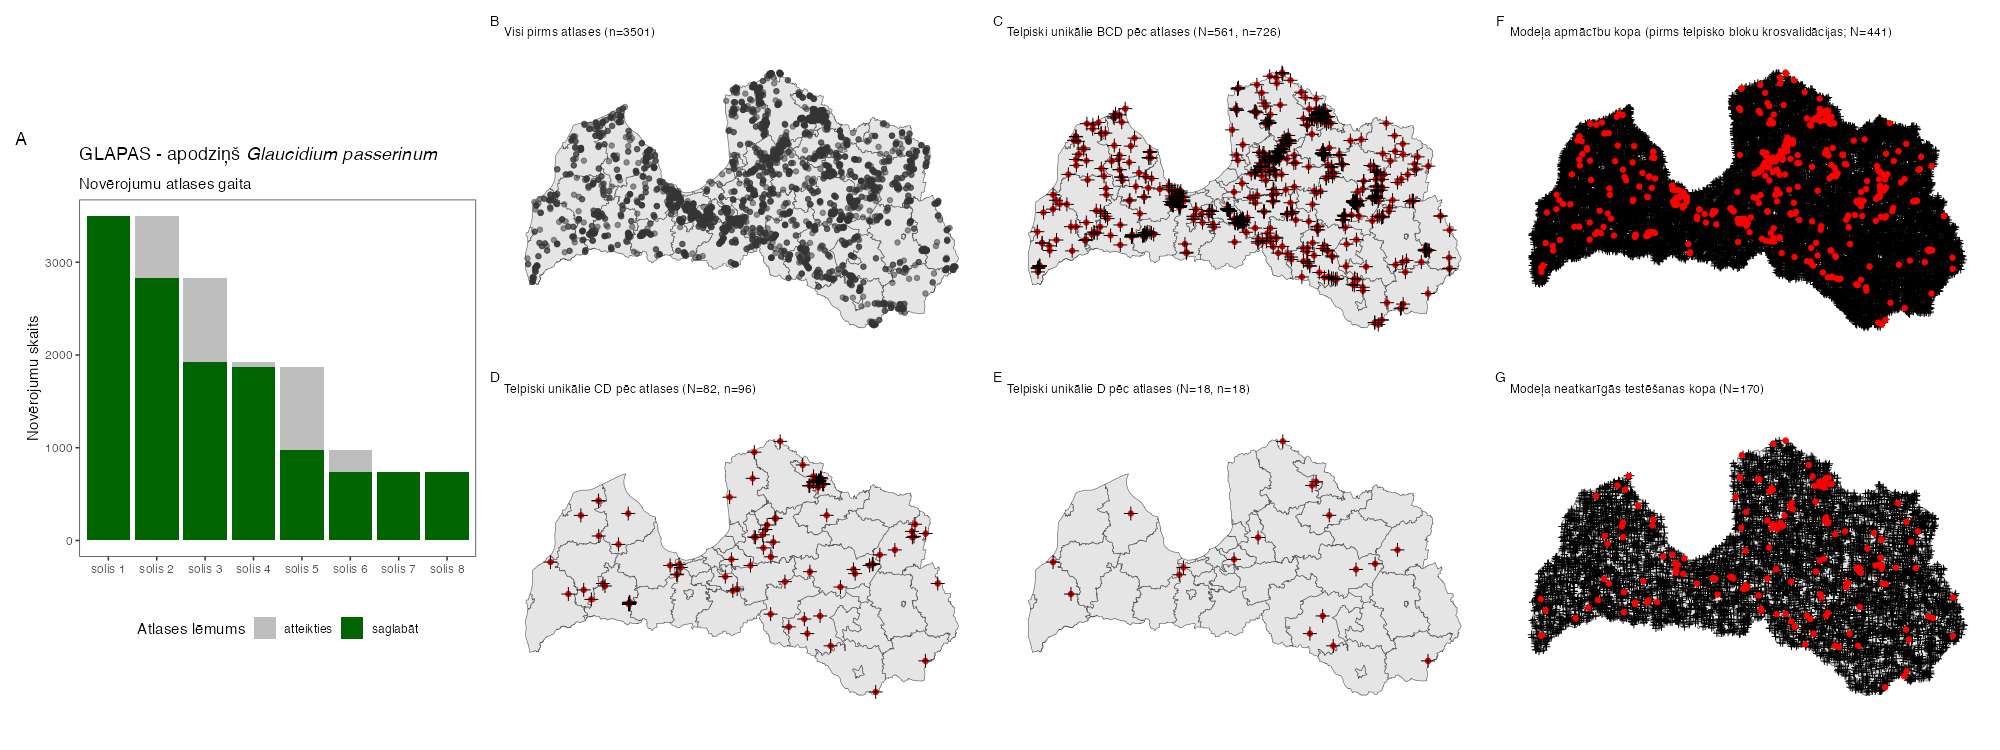 A
GLAPAS - apodziņš Glaucidium passerinum
Novērojumu atlases gaita
Novērojumu skaits
3000
2000
1000
0
solis 1 solis 2 solis 3 solis 4 solis 5 solis 6 solis 7 solis 8
Atlases lēmums atteikties saglabāt
B
Visi pirms atlases (n=3501)
C
Telpiski unikālie BCD pēc atlases (N=561, n=726)
F
Modeļa apmācību kopa (pirms telpisko bloku krosvalidācijas; N=441)
D
Telpiski unikālie CD pēc atlases (N=82, n=96)
E
Telpiski unikālie D pēc atlases (N=18, n=18)
G
Modeļa neatkarīgās testēšanas kopa (N=170)